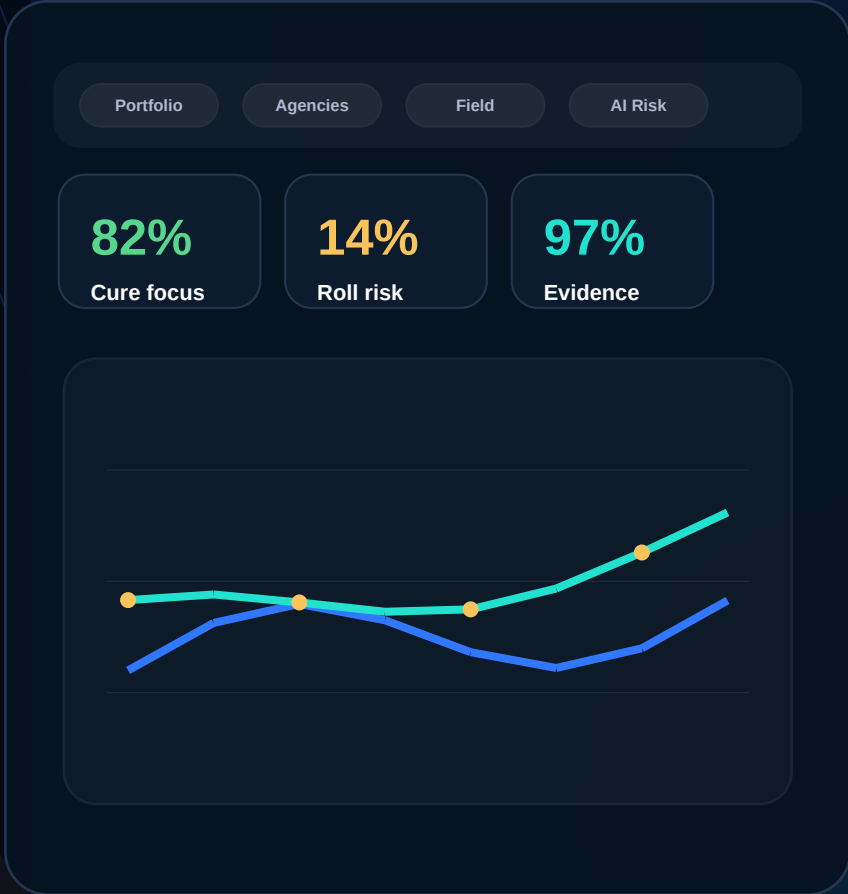 Portfolio Agencies Field AI Risk
82% 14% 97%
Cure focus Roll risk Evidence